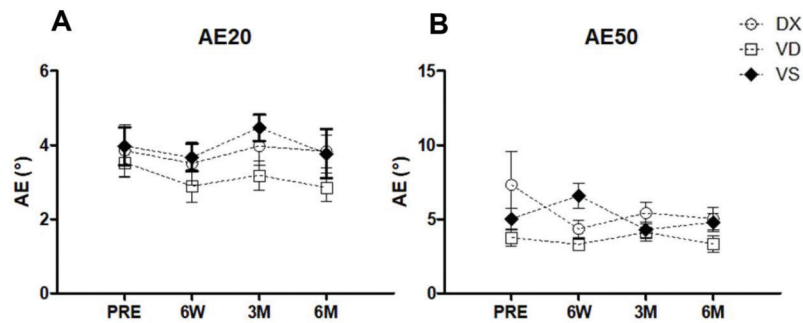 A
AE20
AE (°)
6
4
2
0
PRE 6W 3M 6M
B
AE50
AE (°)
15
10
5
0
PRE 6W 3M 6M
DX
VD
VS